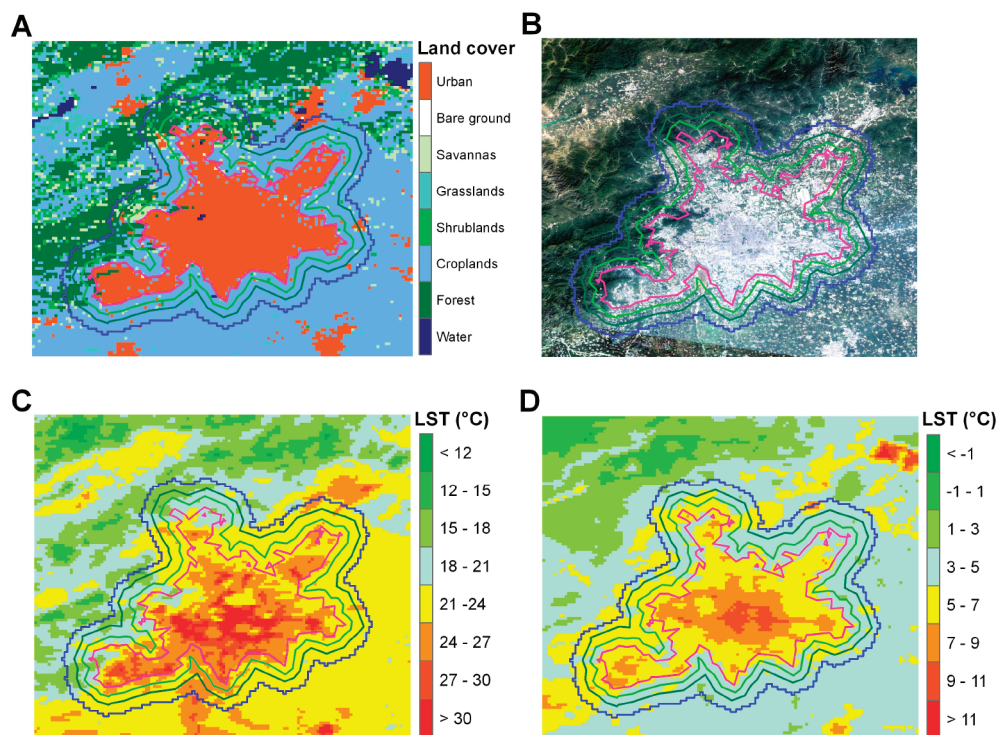 A
Land cover
Urban
Bare ground
Savannas
Grasslands
Shrublands
Croplands
Forest
Water
B
C
LST (°C)
< 12
12 - 15
15 - 18
18 - 21
21 -24
24 - 27
27 - 30
> 30
D
LST (°C)
< -1
-1 - 1
1 - 3
3 - 5
5 - 7
7 - 9
9 - 11
> 11